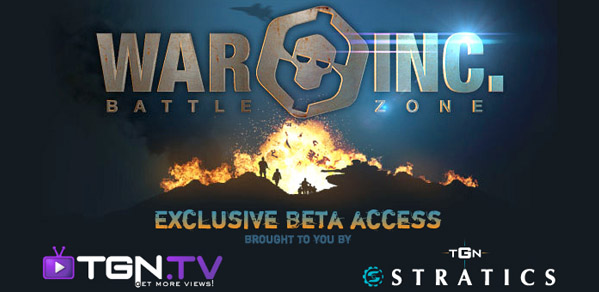 WAR INC.
BATTLE ZONE
EXCLUSIVE BETA ACCESS
BROUGHT TO YOU BY
TGN.TV
GET MORE VIEWS!
TGN
STRATICS